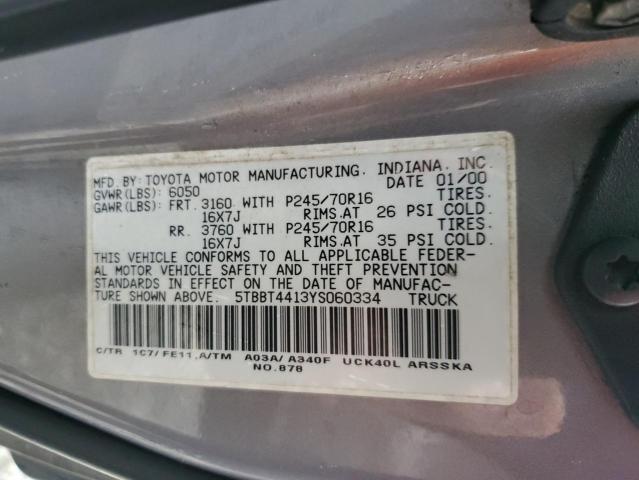 MFD. BY: TOYOTA MOTOR MANUFACTURING, INDIANA, INC.
GVWR(LBS): 6050 DATE 01/00
GAWR(LBS): FRT. 3160 WITH P245/70R16 TIRES.
16X7J RIMS.AT 26 PSI COLD.
RR. 3760 WITH P245/70R16 TIRES.
16X7J RIMS.AT 35 PSI COLD.
THIS VEHICLE CONFORMS TO ALL APPLICABLE FEDER-
AL MOTOR VEHICLE SAFETY AND THEFT PREVENTION
STANDARDS IN EFFECT ON THE DATE OF MANUFAC-
TURE SHOWN ABOVE. 5TBBT4413YS060334 TRUCK
C/TR 1C7/FE11,A/TM A03A/A340F UCK40L ARSSKA
NO.878